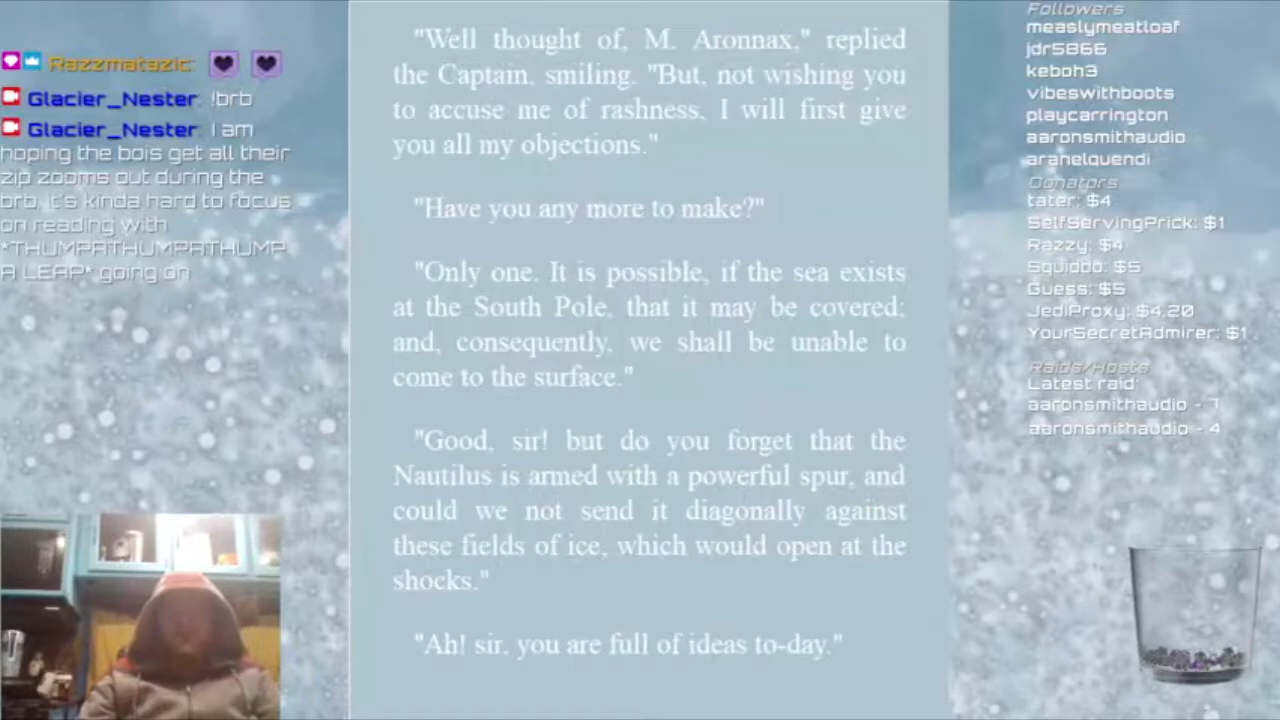 Razzmatazic:
Glacier_Nester: !brb
Glacier_Nester: I am
hoping the bois get all their
zip zooms out during the
brb, it's kinda hard to focus
on reading with
*THUMPATHUMPATHUMP
A LEAP* going on
"Well thought of, M. Aronnax," replied
the Captain, smiling. "But, not wishing you
to accuse me of rashness, I will first give
you all my objections."
"Have you any more to make?"
"Only one. It is possible, if the sea exists
at the South Pole, that it may be covered;
and, consequently, we shall be unable to
come to the surface."
"Good, sir! but do you forget that the
Nautilus is armed with a powerful spur, and
could we not send it diagonally against
these fields of ice, which would open at the
shocks."
"Ah! sir, you are full of ideas to-day."
Followers
measlymeatloaf
jdr5866
keboh3
vibeswithboots
playcarrington
aaronsmithaudio
aranelquendi
Donators
tater: $4
SelfServingPrick: $1
Razzy: $4
Squidoo: $5
Guess: $5
JediProxy: $4.20
YourSecretAdmirer: $1
Raids/Hosts
Latest raid:
aaronsmithaudio - 7
aaronsmithaudio - 4